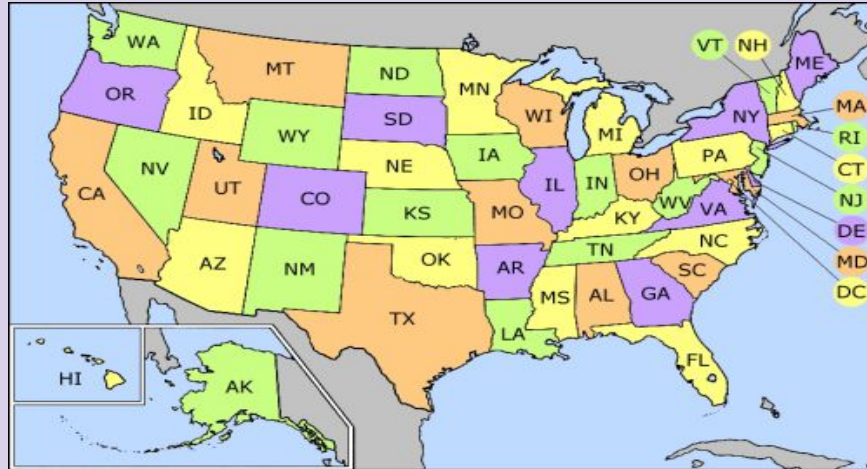 WA
MT
ND
MN
VT
NH
ME
OR
ID
WY
SD
WI
MI
NY
MA
RI
CT
NJ
DE
MD
DC
NV
NE
IA
IL
IN
OH
PA
CA
UT
CO
KS
MO
KY
WV
VA
AZ
NM
OK
AR
TN
NC
SC
TX
LA
MS
AL
GA
FL
HI
AK